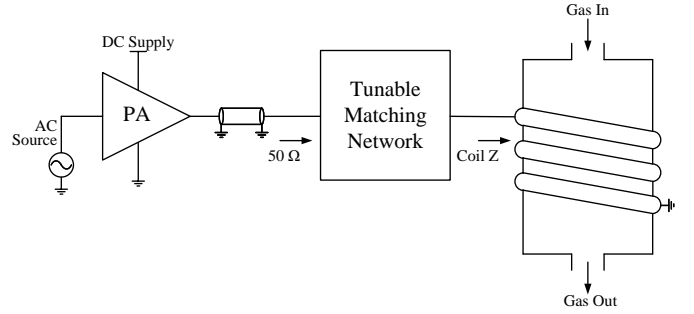 Gas In
DC Supply
PA
AC
Source
50 Ω
Tunable
Matching
Network
Coil Z
Gas Out